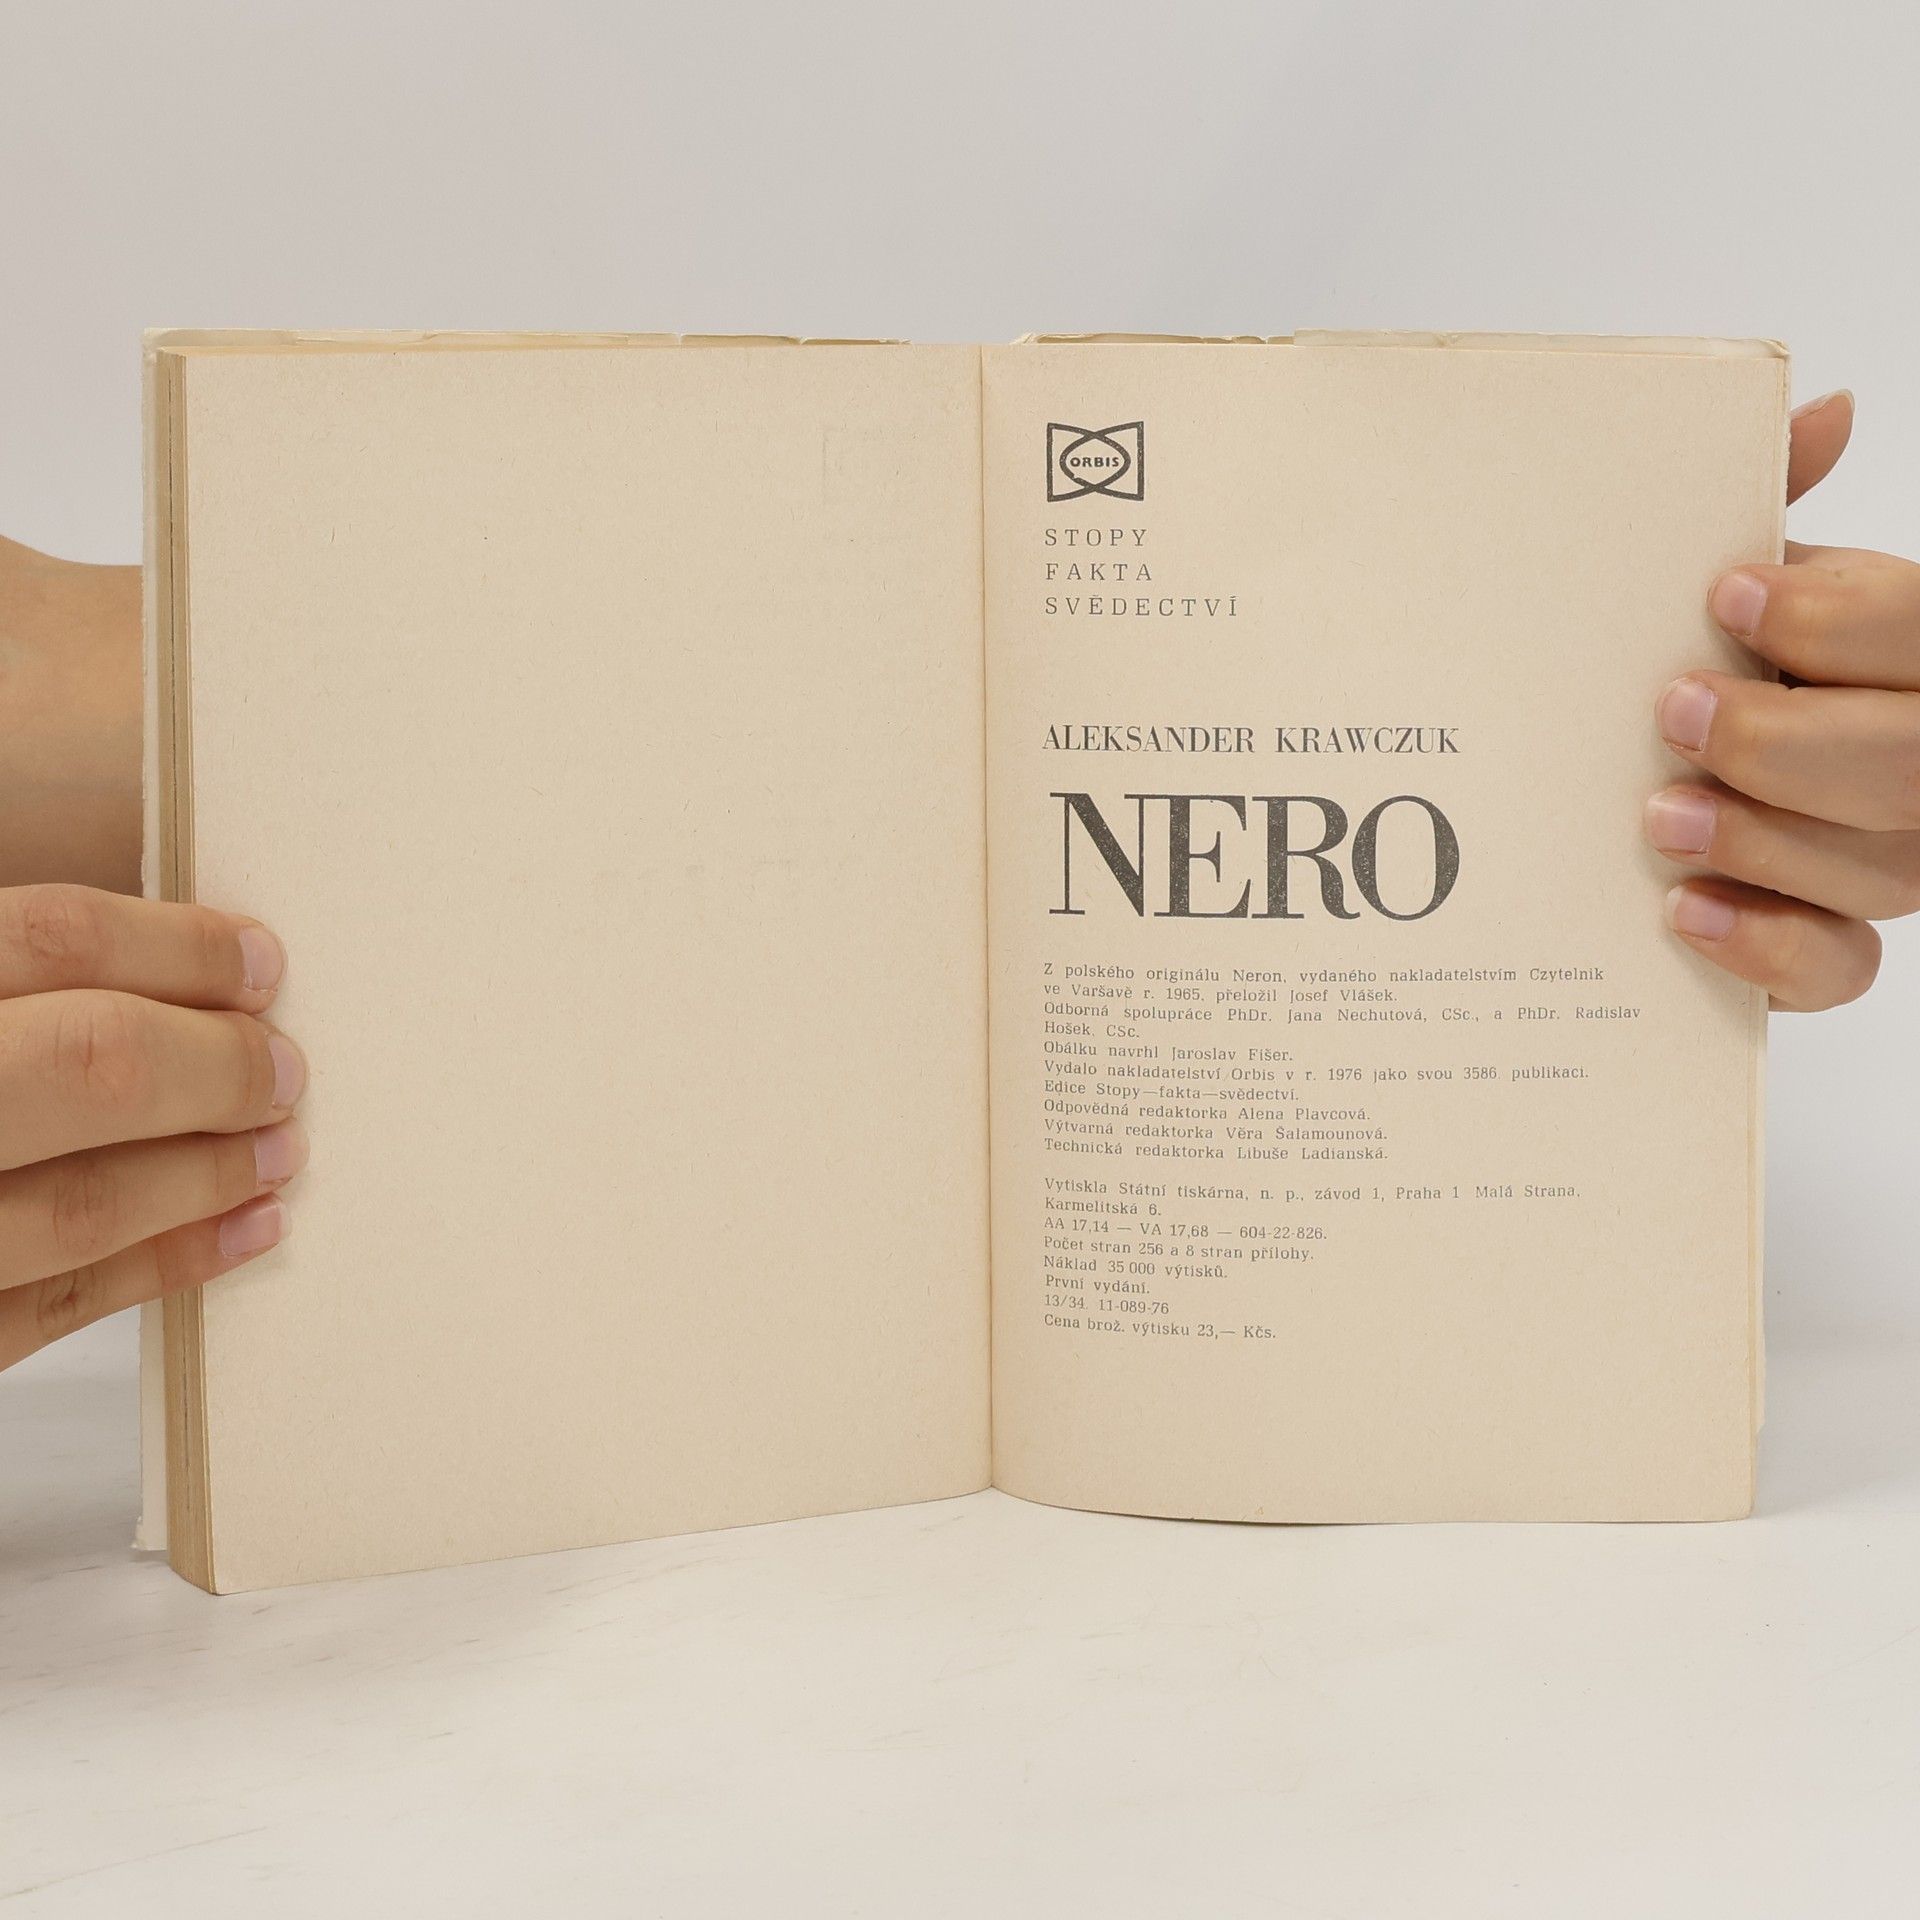 ORBIS
STOPY
FAKTA
SVĚDECTVÍ
ALEKSANDER KRAWCZUK
NERO
Z polského originálu Neron, vydaného nakladatelstvím Czytelnik
ve Varšavě r. 1965, přeložil Josef Vlášek.
Odborná spolupráce PhDr. Jana Nechutová, CSc., a PhDr. Radislav
Hošek, CSc.
Obálku navrhl Jaroslav Fišer.
Vydalo nakladatelství Orbis v r. 1976 jako svou 3586. publikaci.
Edice Stopy—fakta—svědectví.
Odpovědná redaktorka Alena Plavcová.
Výtvarná redaktorka Věra Šalamounová.
Technická redaktorka Libuše Ladianská.
Vytiskla Státní tiskárna, n. p., závod 1, Praha 1 Malá Strana,
Karmelitská 6.
AA 17,14 — VA 17,68 — 604-22-826.
Počet stran 256 a 8 stran přílohy.
Náklad 35 000 výtisků.
První vydání.
13/34. 11-089-76
Cena brož. výtisku 23,— Kčs.